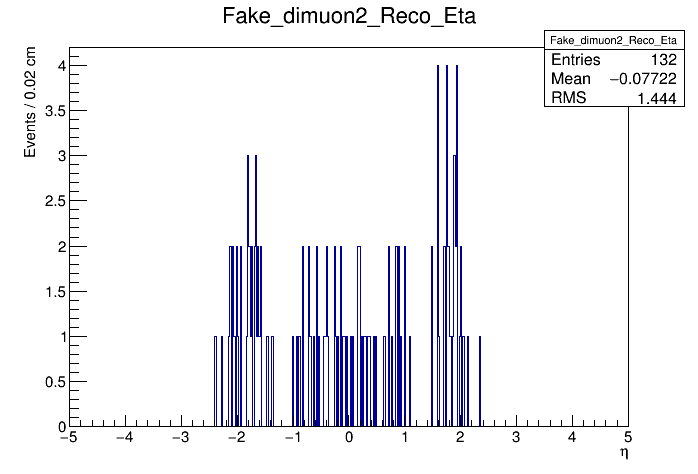 Fake_dimuon2_Reco_Eta
Fake_dimuon2_Reco_Eta
Entries 132
Mean −0.07722
RMS 1.444
Events / 0.02 cm
4
3.5
3
2.5
2
1.5
1
0.5
0
−5 −4 −3 −2 −1 0 1 2 3 4 5
η